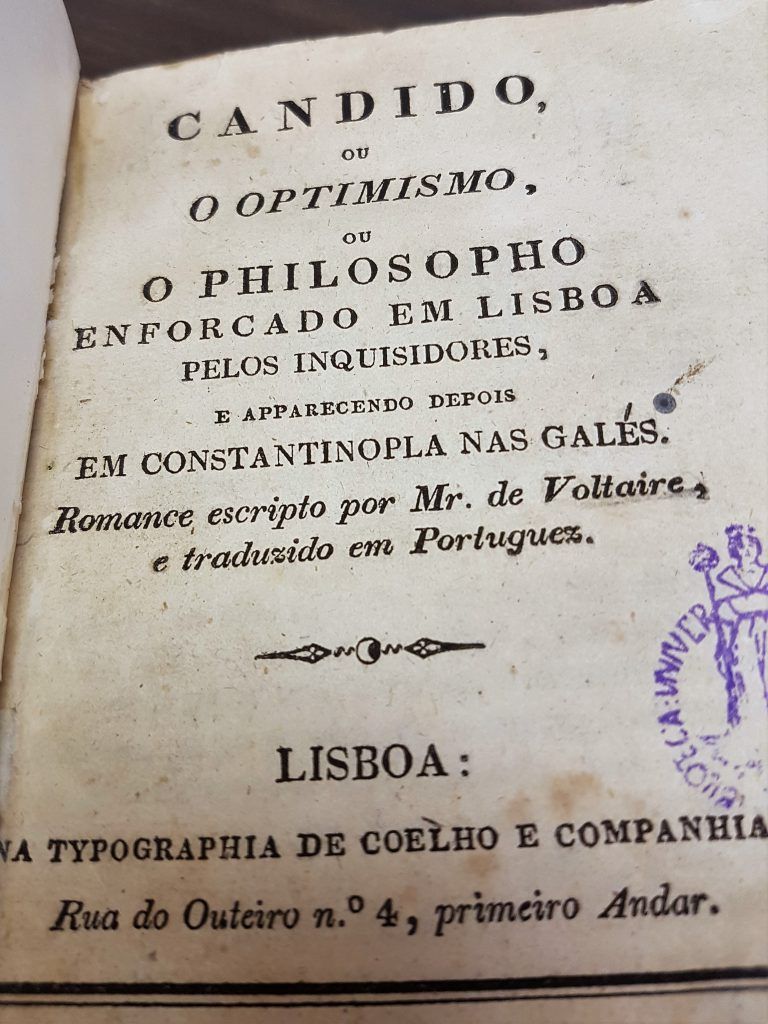 CANDIDO,
OU
O OPTIMISMO,
OU
O PHILOSOPHO
ENFORCADO EM LISBOA
PELOS INQUISIDORES,
E APPARECENDO DEPOIS
EM CONSTANTINOPLA NAS GALÉS.
Romance escripto por Mr. de Voltaire,
e traduzido em Portuguez.
LISBOA:
NA TYPOGRAPHIA DE COELHO E COMPANHIA
Rua do Outeiro n.º 4, primeiro Andar.